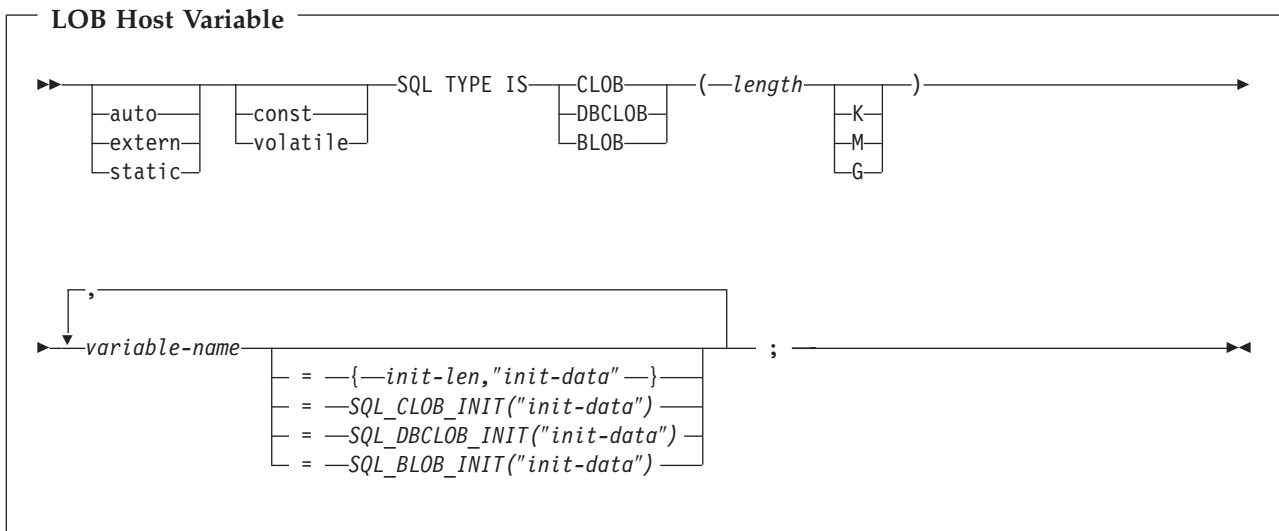 LOB Host Variable
SQL TYPE IS CLOB ( length )
auto const DBCLOB K
extern volatile BLOB M
static G
,
variable-name ;
= { init-len,"init-data" }
= SQL_CLOB_INIT("init-data")
= SQL_DBCLOB_INIT("init-data")
= SQL_BLOB_INIT("init-data")